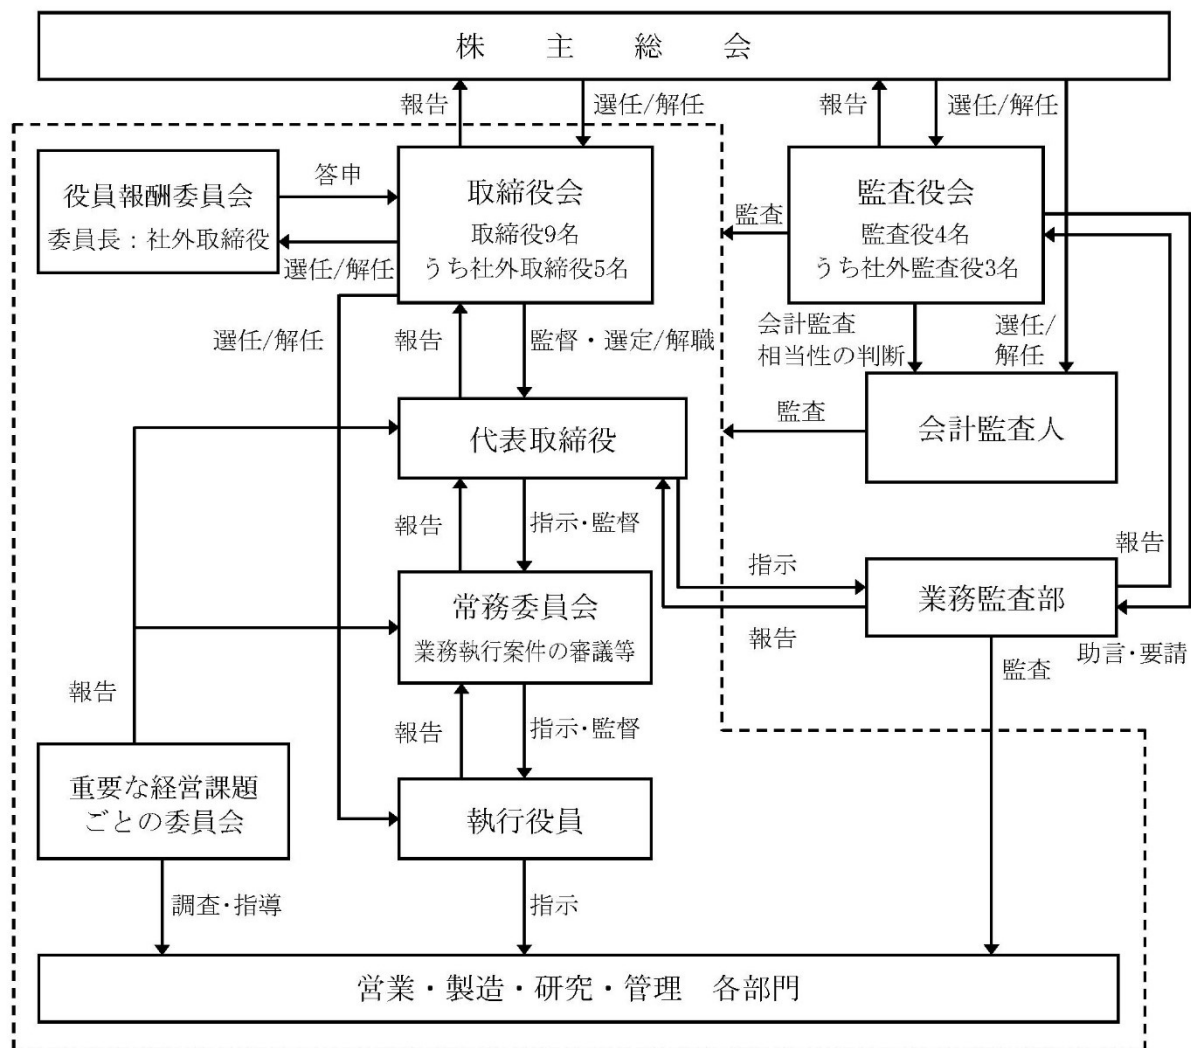 株主総会
報告
選任/解任
報告
選任/解任
役員報酬委員会
委員長：社外取締役
答申
選任/解任
取締役会
取締役9名
うち社外取締役5名
監査
監査役会
監査役4名
うち社外監査役3名
選任/解任
報告
監督・選定/解職
会計監査
相当性の判断
選任/
解任
代表取締役
監査
会計監査人
報告
指示・監督
指示
報告
業務監査部
報告
助言・要請
常務委員会
業務執行案件の審議等
監査
報告
報告
指示・監督
重要な経営課題
ごとの委員会
執行役員
調査・指導
指示
営業・製造・研究・管理　各部門